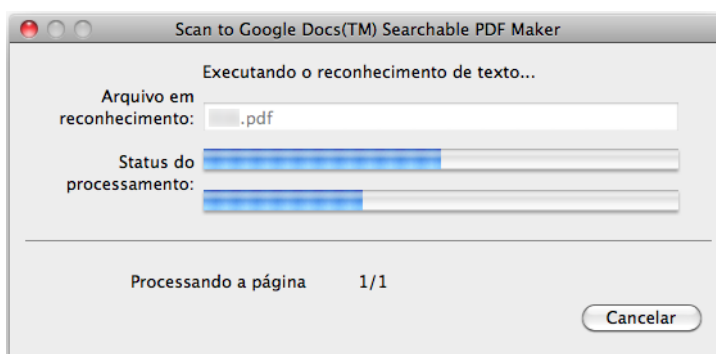 Scan to Google Docs(TM) Searchable PDF Maker
Executando o reconhecimento de texto...
Arquivo em
reconhecimento:
.pdf
Status do
processamento:
Processando a página 1/1
Cancelar